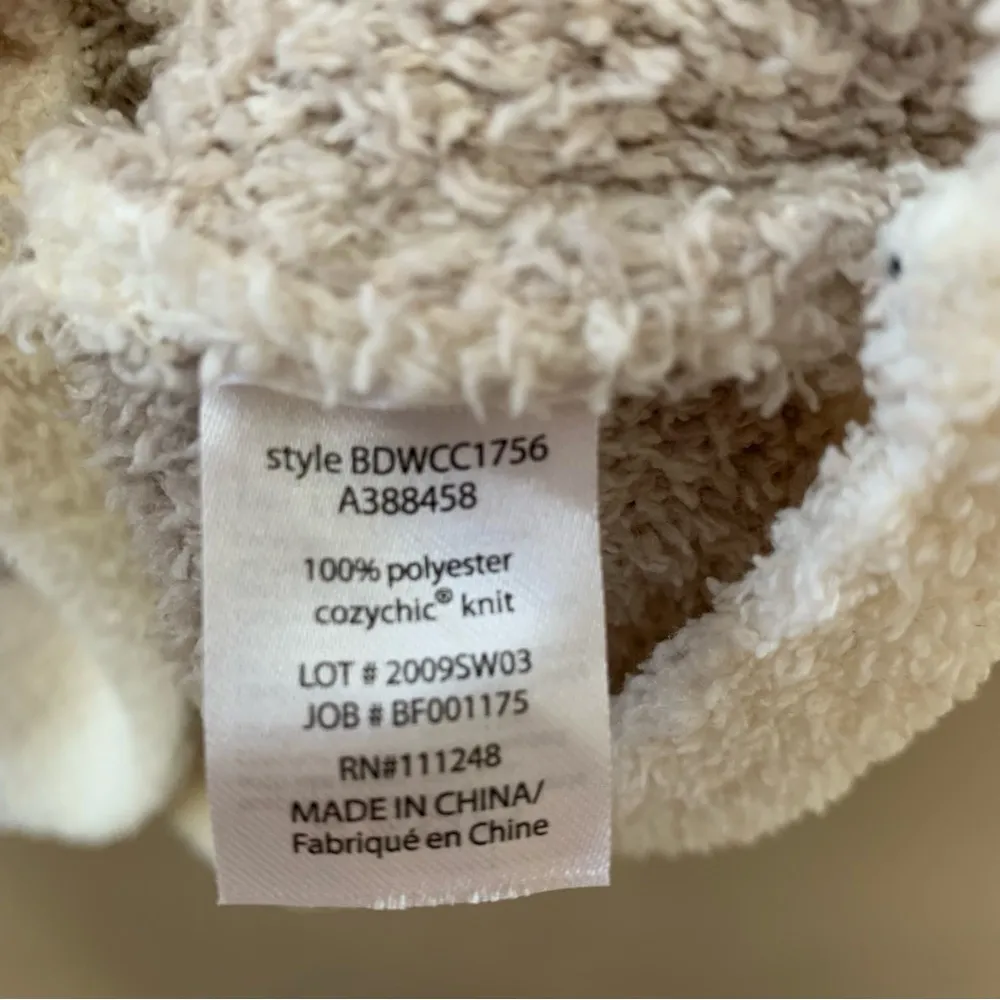 style BDWCC1756
A388458
100% polyester
cozychic® knit
LOT # 2009SW03
JOB # BF001175
RN#111248
MADE IN CHINA/
Fabriqué en Chine